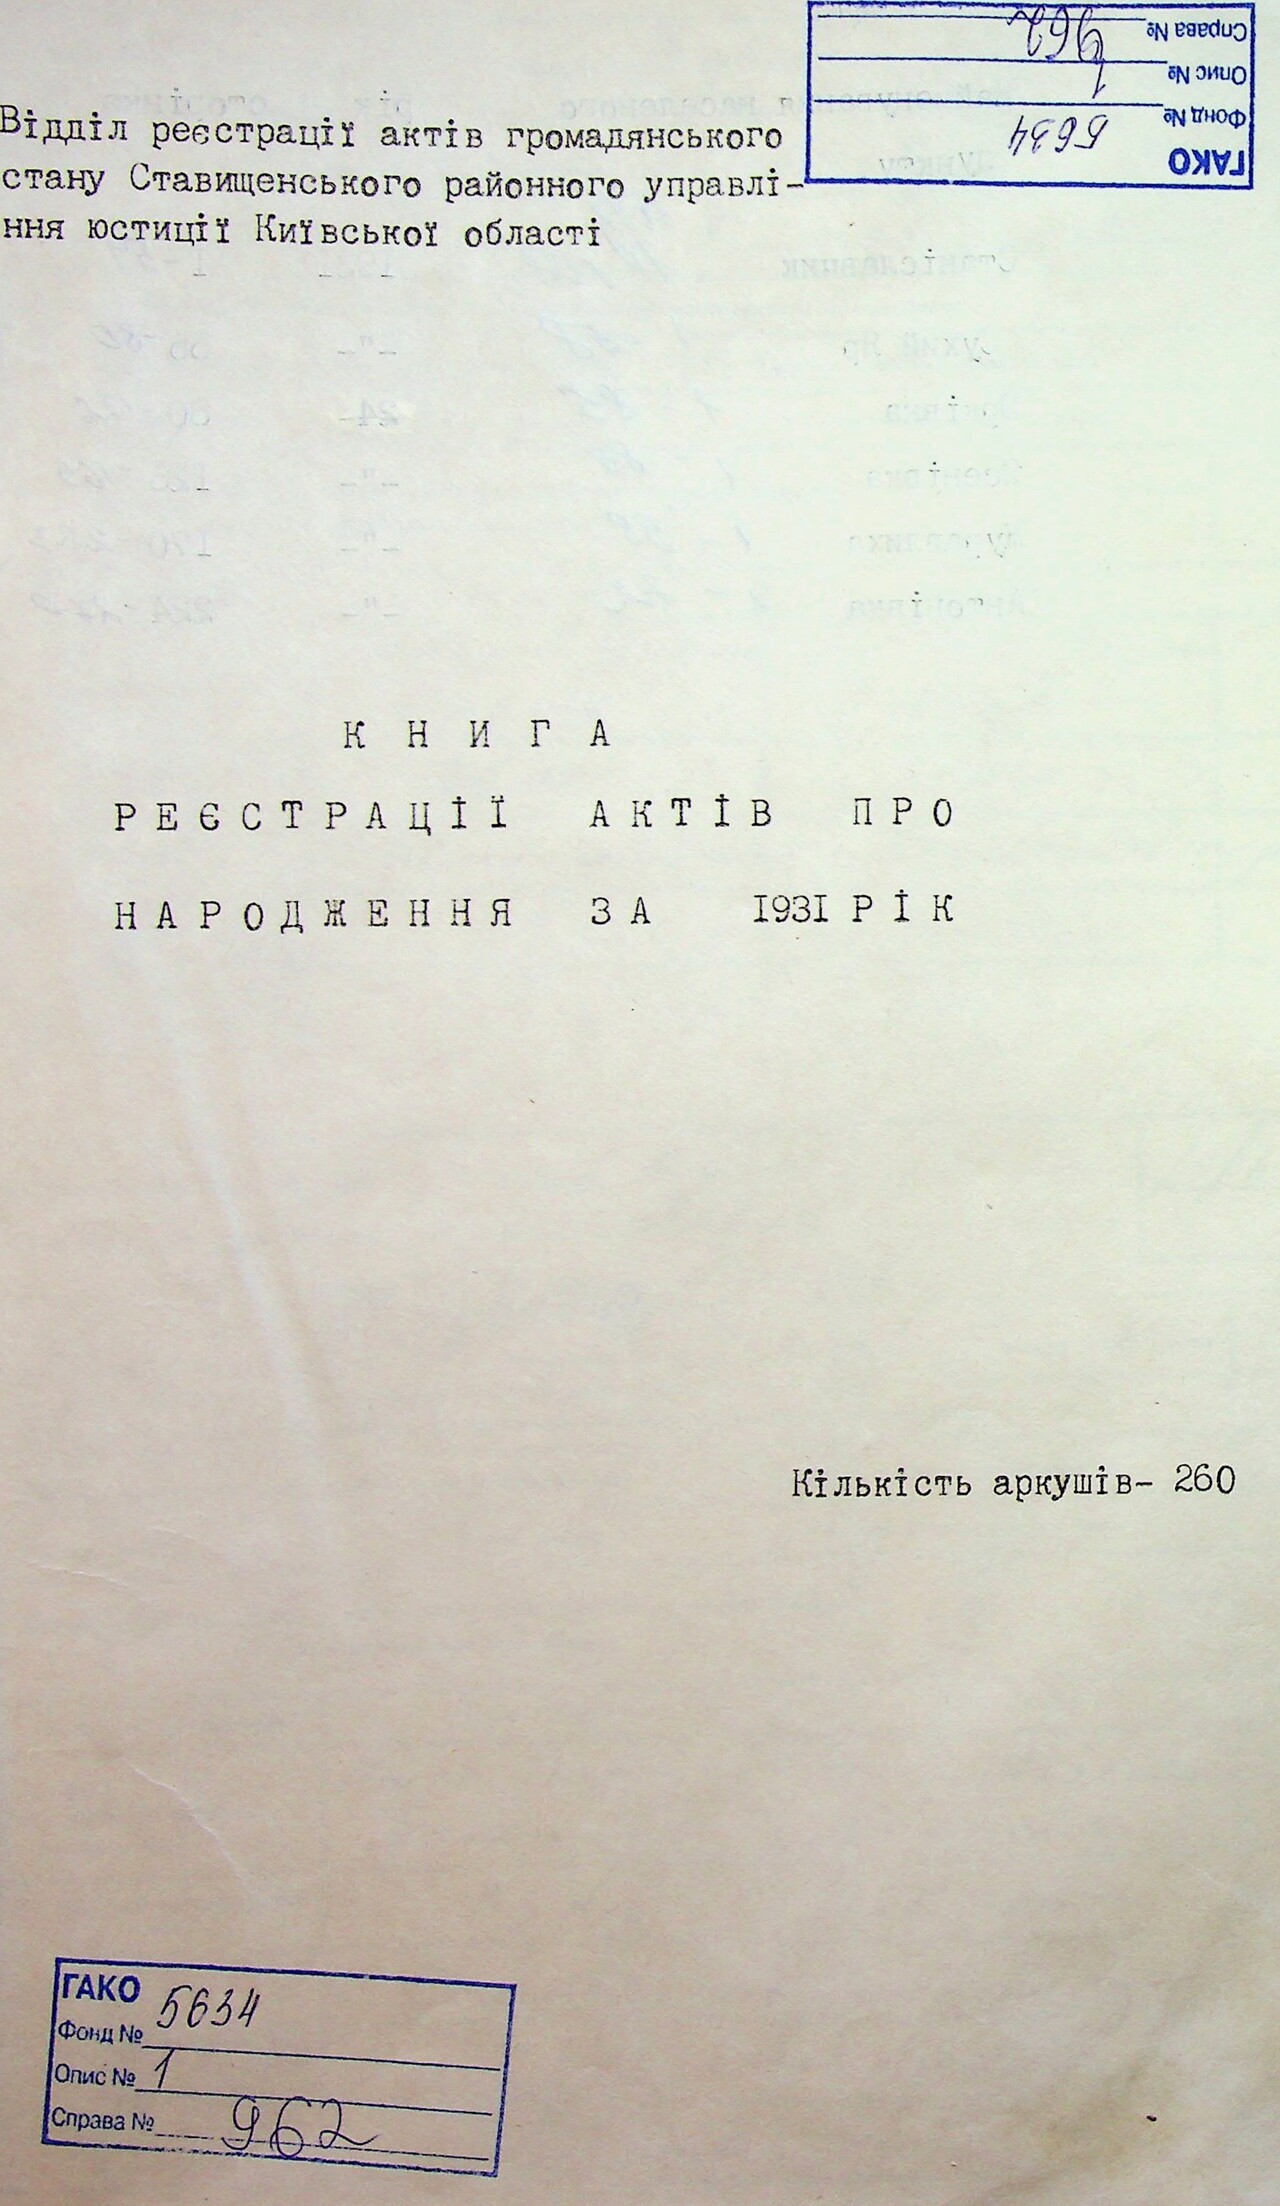 Відділ реєстрації актів громадянського
стану Ставищенського районного управлі-
ння юстиції Київської області
ГАКО
Фонд № 5634
Опис № 1
Справа № 962
К Н И Г А
Р Е Є С Т Р А Ц І Ї А К Т І В П Р О
Н А Р О Д Ж Е Н Н Я З А 1931 Р І К
Кількість аркушів- 260
ГАКО
Фонд № 5634
Опис № 1
Справа № 962